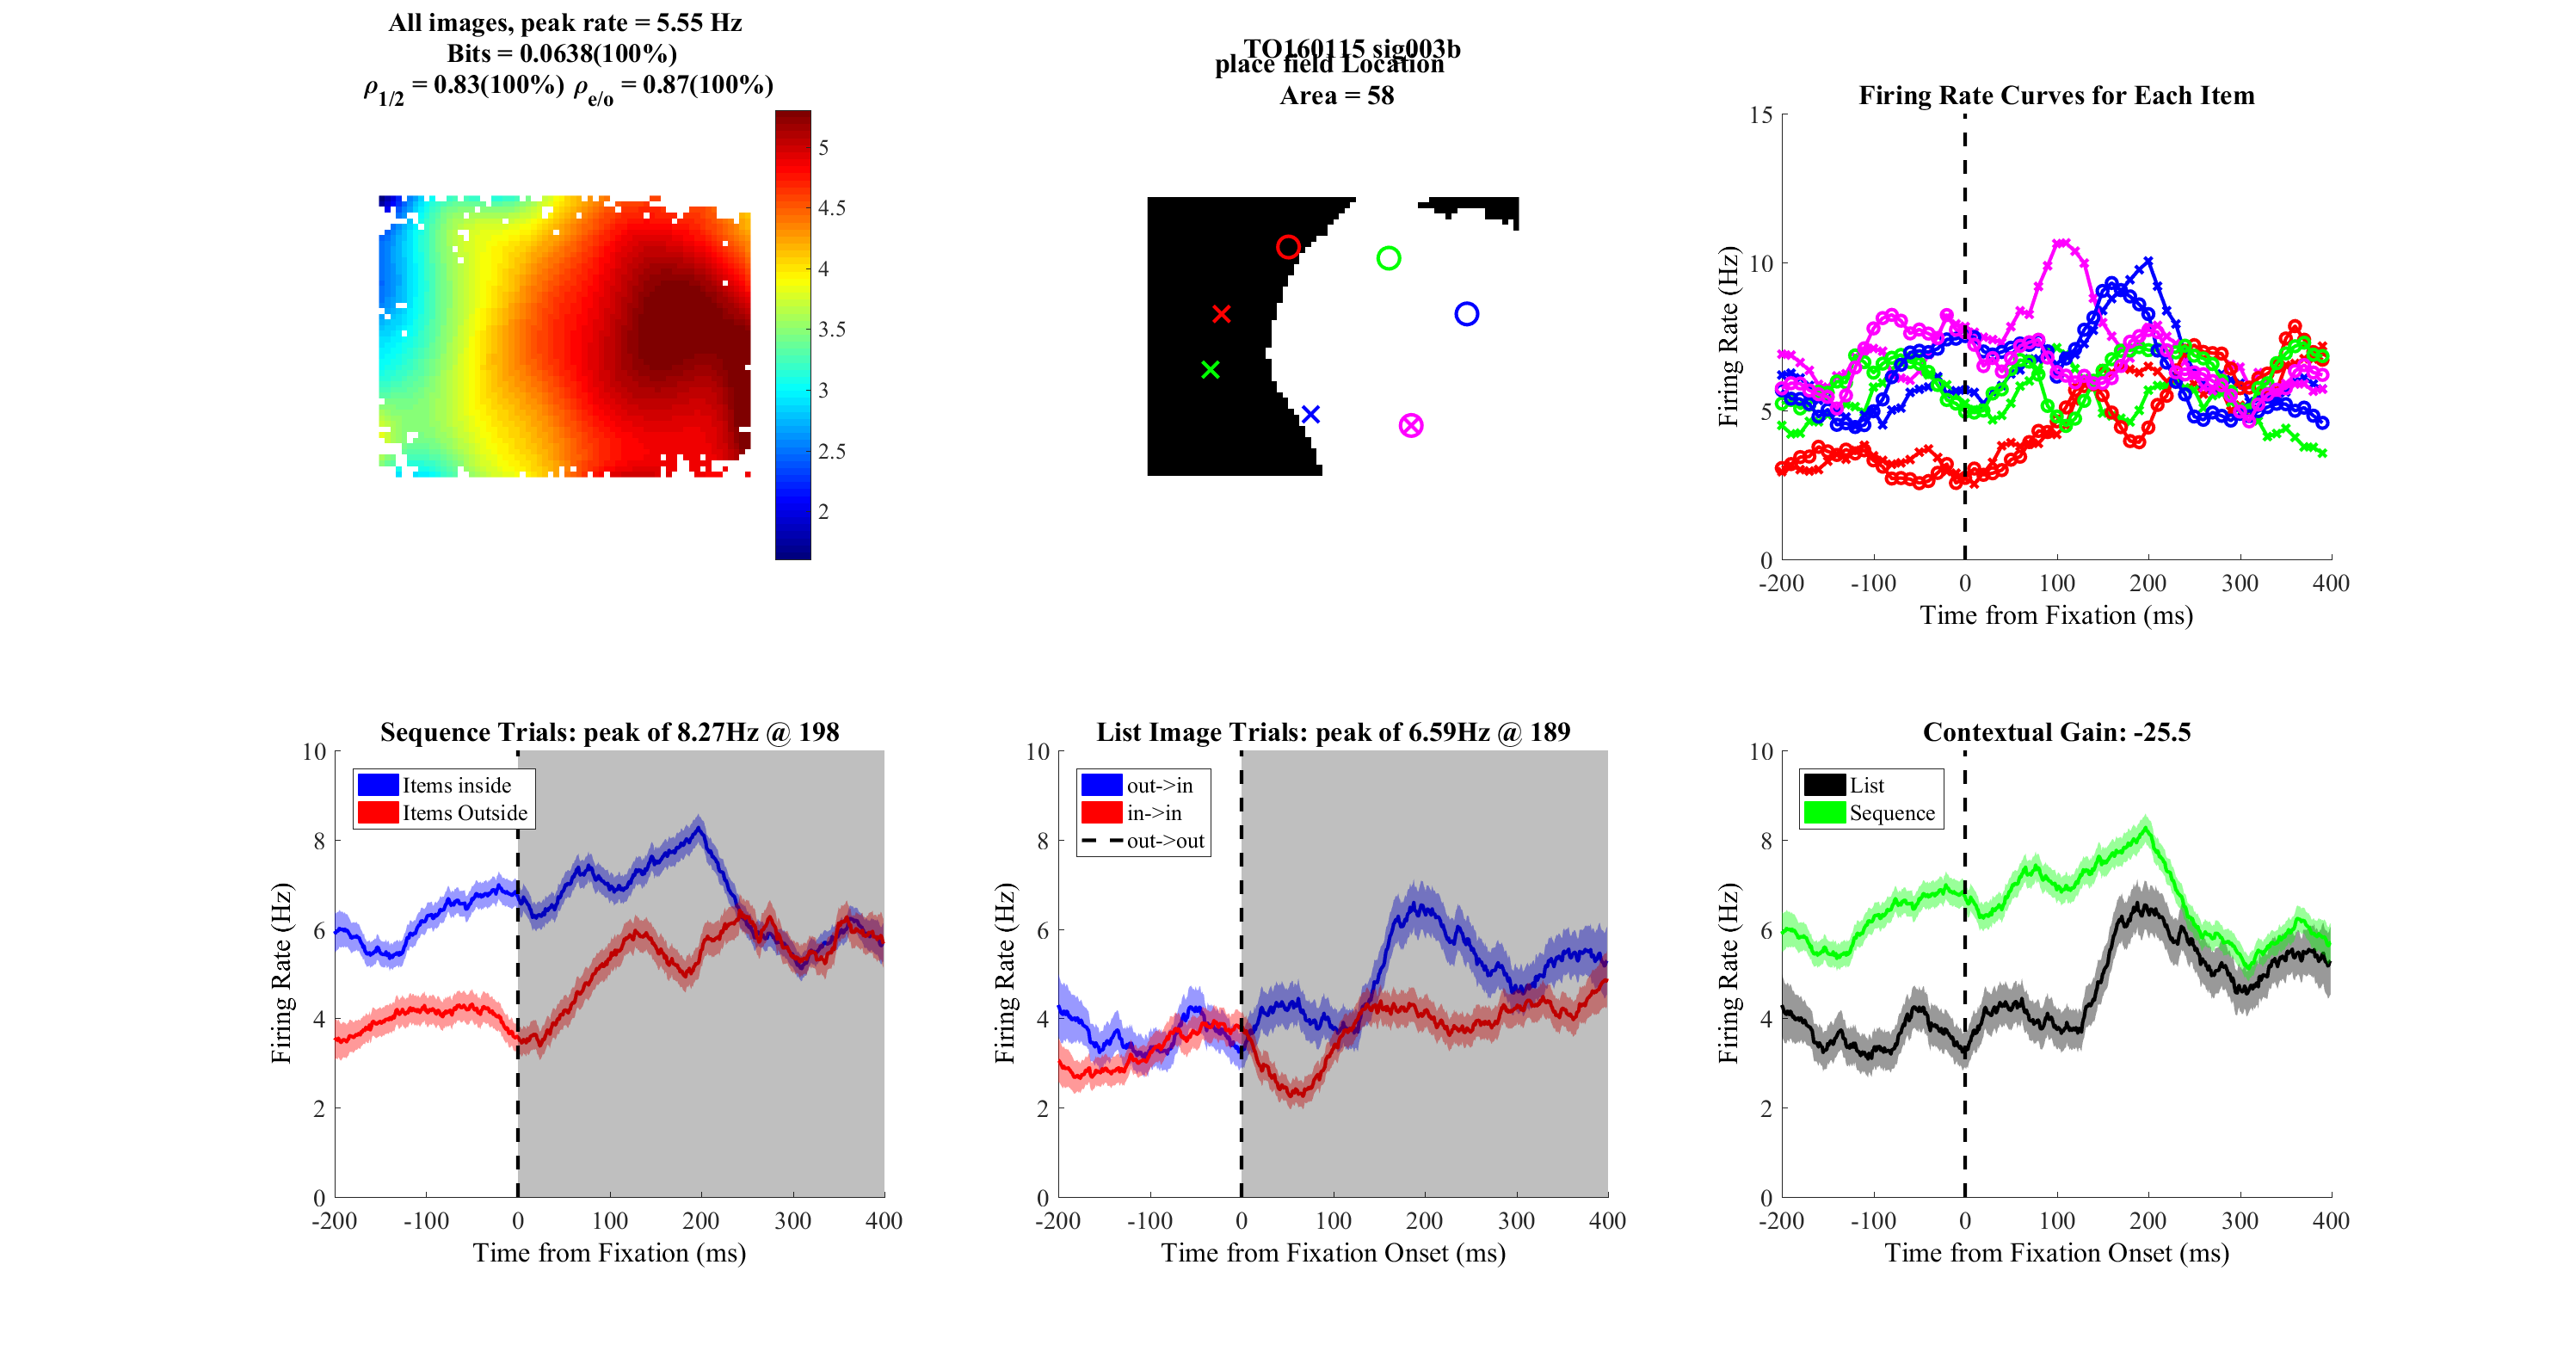 All images, peak rate = 5.55 Hz
Bits = 0.0638(100%)
ρ1/2 = 0.83(100%) ρe/o = 0.87(100%)
5
4.5
4
3.5
3
2.5
2
TO160115 sig003b
place field Location
Area = 58
Firing Rate Curves for Each Item
15
10
5
0
Firing Rate (Hz)
-200 -100 0 100 200 300 400
Time from Fixation (ms)
Sequence Trials: peak of 8.27Hz @ 198
10
8
6
4
2
0
Firing Rate (Hz)
Items inside
Items Outside
-200 -100 0 100 200 300 400
Time from Fixation (ms)
List Image Trials: peak of 6.59Hz @ 189
10
8
6
4
2
0
Firing Rate (Hz)
out->in
in->in
out->out
-200 -100 0 100 200 300 400
Time from Fixation Onset (ms)
Contextual Gain: -25.5
10
8
6
4
2
0
Firing Rate (Hz)
List
Sequence
-200 -100 0 100 200 300 400
Time from Fixation Onset (ms)